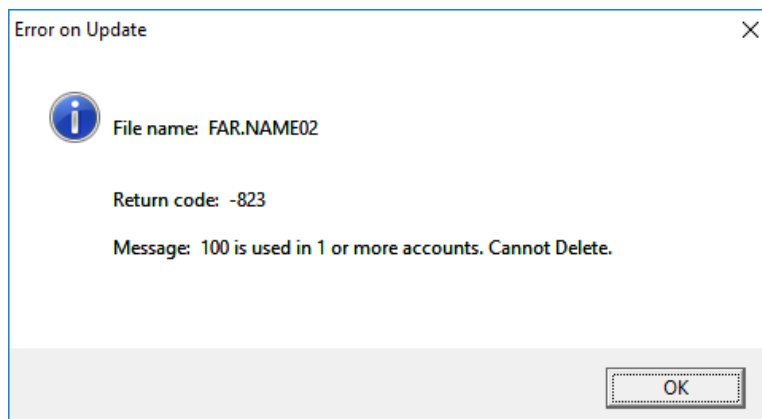 Error on Update
File name: FAR.NAME02
Return code: -823
Message: 100 is used in 1 or more accounts. Cannot Delete.
OK